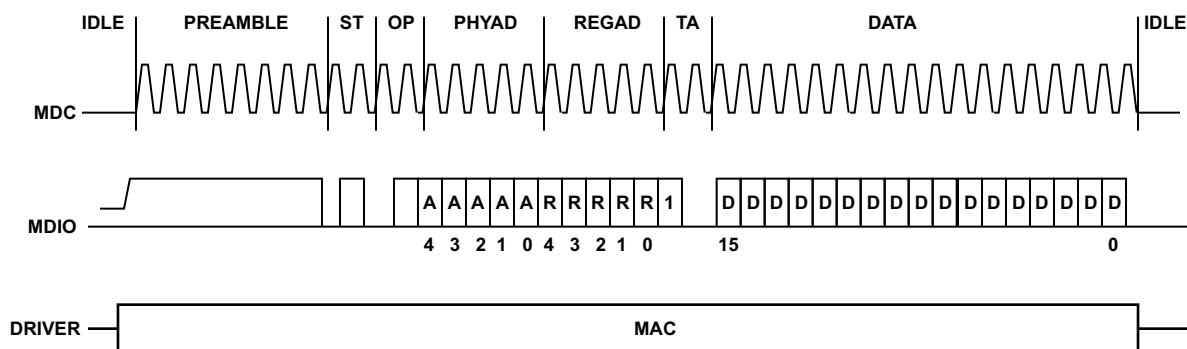 IDLE PREAMBLE ST OP PHYAD REGAD TA DATA IDLE
MDC
A A A A A R R R R R 1 D D D D D D D D D D D D D D D D D
MDIO
4 3 2 1 0 4 3 2 1 0 15 0
DRIVER MAC